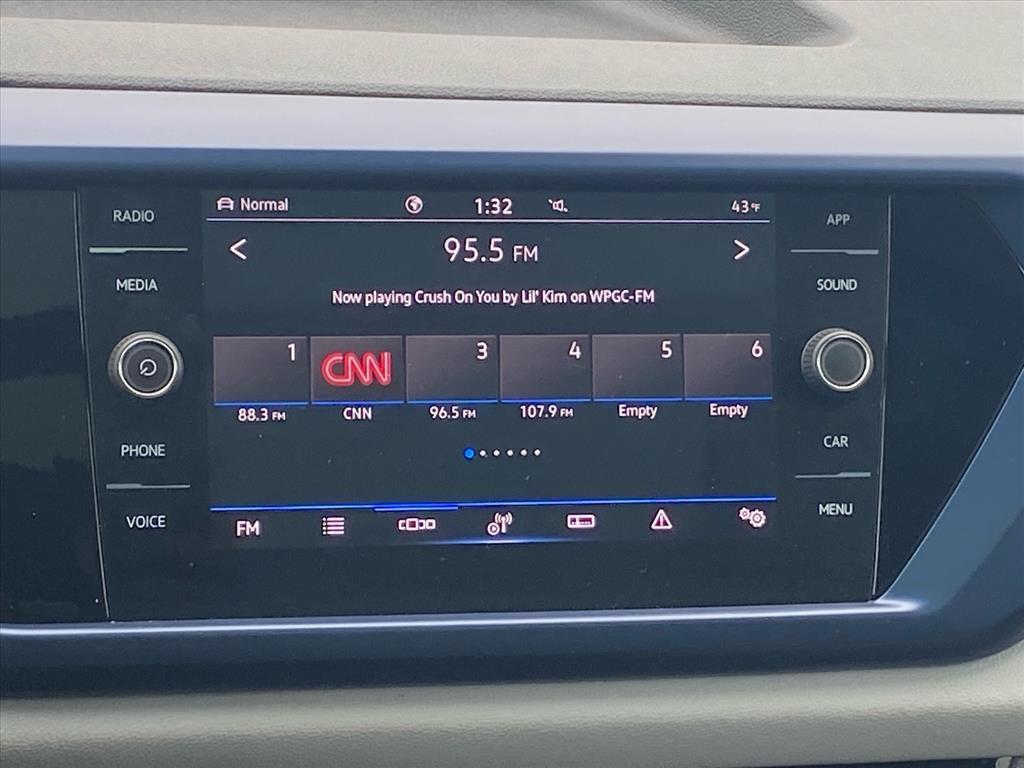 RADIO
MEDIA
PHONE
VOICE
Normal 1:32 43°F
95.5 FM
Now playing Crush On You by Lil' Kim on WPGC-FM
1 CNN 3 4 5 6
88.3 FM CNN 96.5 FM 107.9 FM Empty Empty
FM
APP
SOUND
CAR
MENU